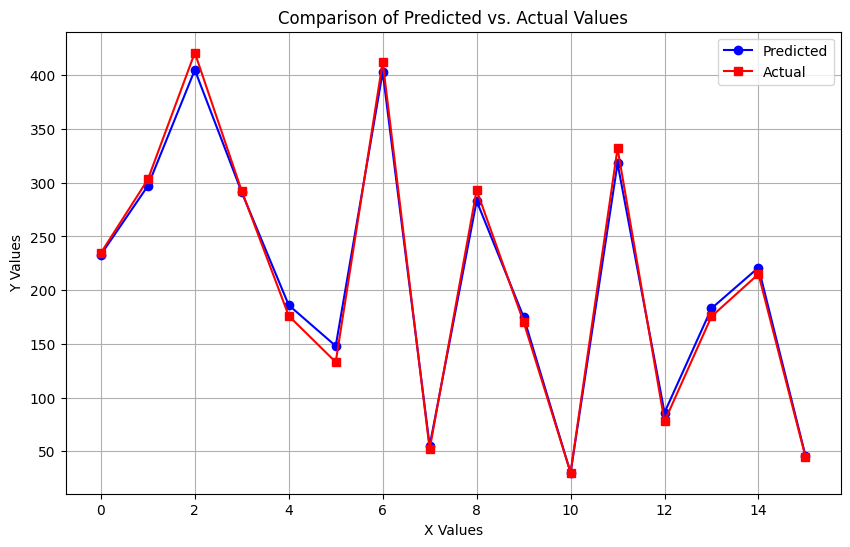 Comparison of Predicted vs. Actual Values
Predicted
Actual
Y Values
400
350
300
250
200
150
100
50
0 2 4 6 8 10 12 14
X Values